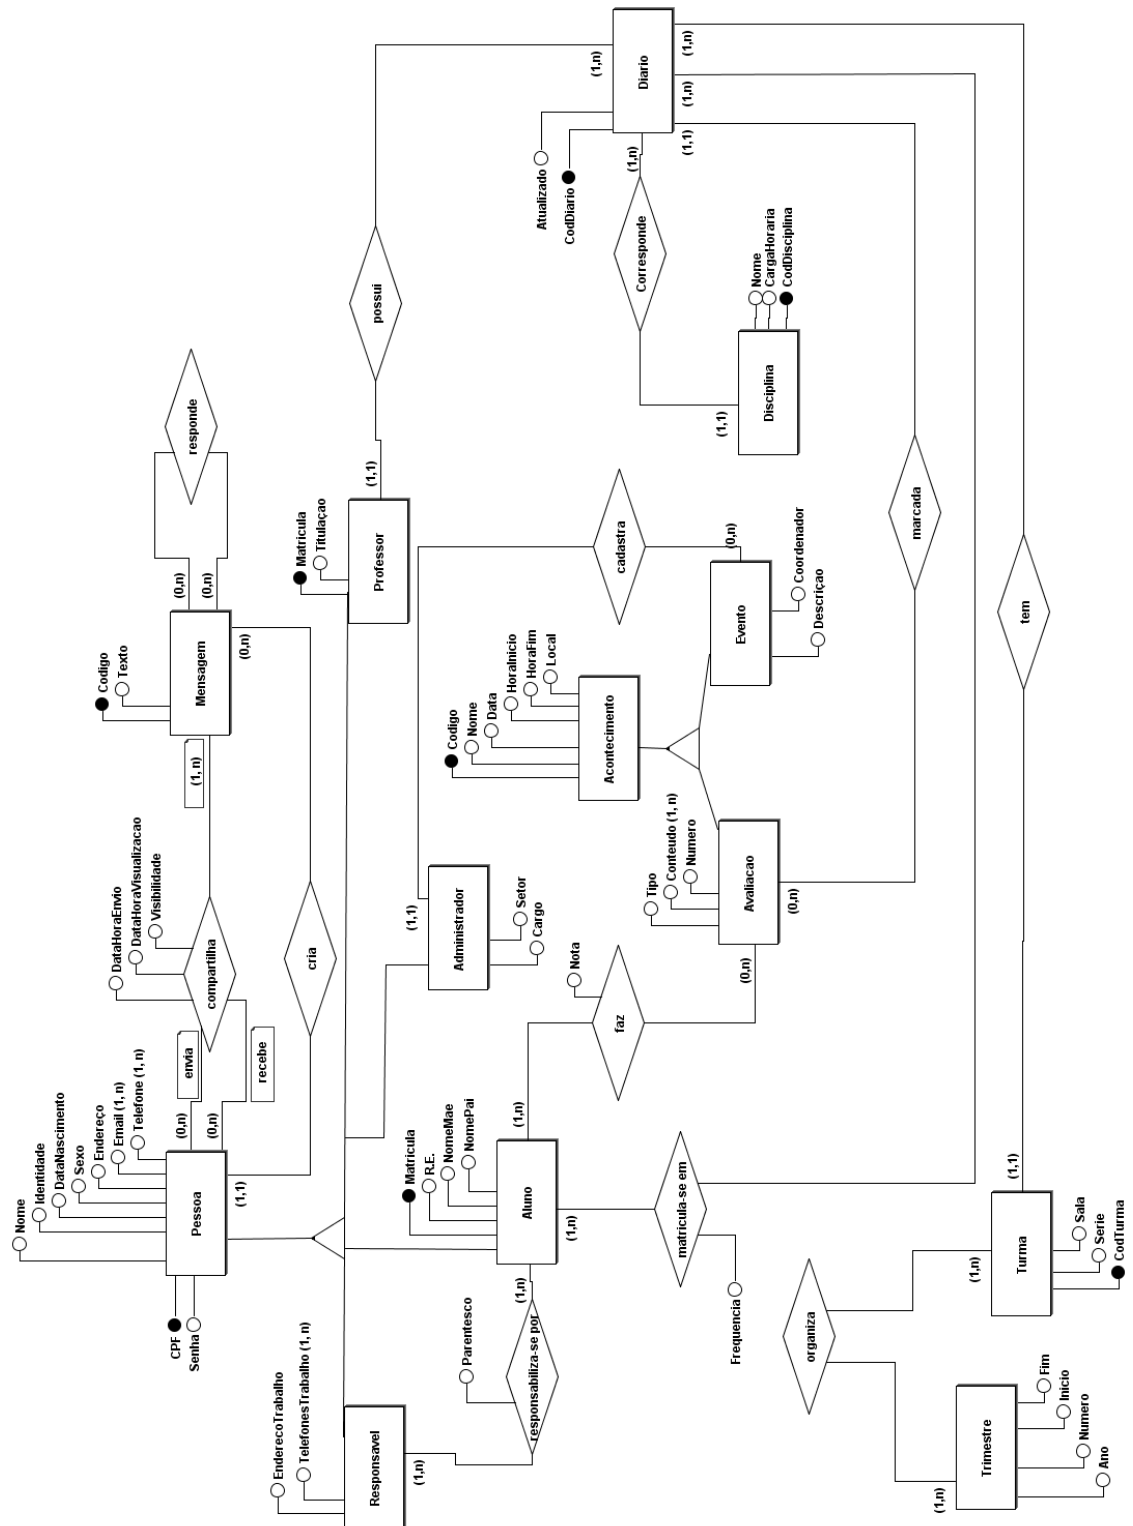 Nome
Identidade
DataNascimento
Sexo
Endereço
Email (1, n)
Telefone (1, n)
Pessoa
CPF
Senha
(0,n)
(0,n)
(1,1)
envia
recebe
DataHoraEnvio
DataHoraVisualizacao
Visibilidade
compartilha
(1, n)
cria
Codigo
Texto
Mensagem
(0,n)
(0,n)
(0,n)
responde
EnderecoTrabalho
TelefonesTrabalho (1, n)
Responsavel
(1,n)
Parentesco
responsabiliza-se por
(1,n)
Matricula
R.E.
NomeMae
NomePai
Aluno
(1,n)
(1,n)
Nota
faz
(0,n)
Administrador
Setor
Cargo
(1,1)
cadastra
(0,n)
Matricula
Titulaçao
Professor
(1,1)
possui
(1,n)
Codigo
Nome
Data
HoraInicio
HoraFim
Local
Acontecimento
Tipo
Conteudo (1, n)
Numero
Avaliacao
(0,n)
Evento
Coordenador
Descriçao
marcada
(1,1)
Atualizado
CodDiario
Diario
(1,n)
Corresponde
(1,1)
Nome
CargaHoraria
CodDisciplina
Disciplina
(1,n)
matricula-se em
Frequencia
(1,n)
tem
(1,1)
Turma
Sala
Serie
CodTurma
(1,n)
organiza
(1,n)
Trimestre
Fim
Inicio
Numero
Ano